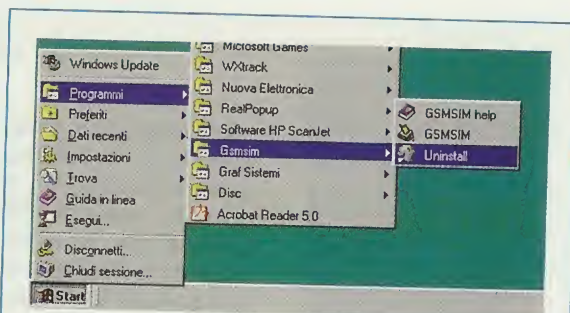 Windows Update
Programmi
Preferiti
Dati recenti
Impostazioni
Trova
Guida in linea
Esegui...
Disconnetti...
Chiudi sessione...
Start
Microsoft Games
WXtrack
Nuova Elettronica
RealPopup
Software HP ScanJet
Gsmsim
Graf Sistemi
Disc
Acrobat Reader 5.0
GSMSIM help
GSMSIM
Uninstall